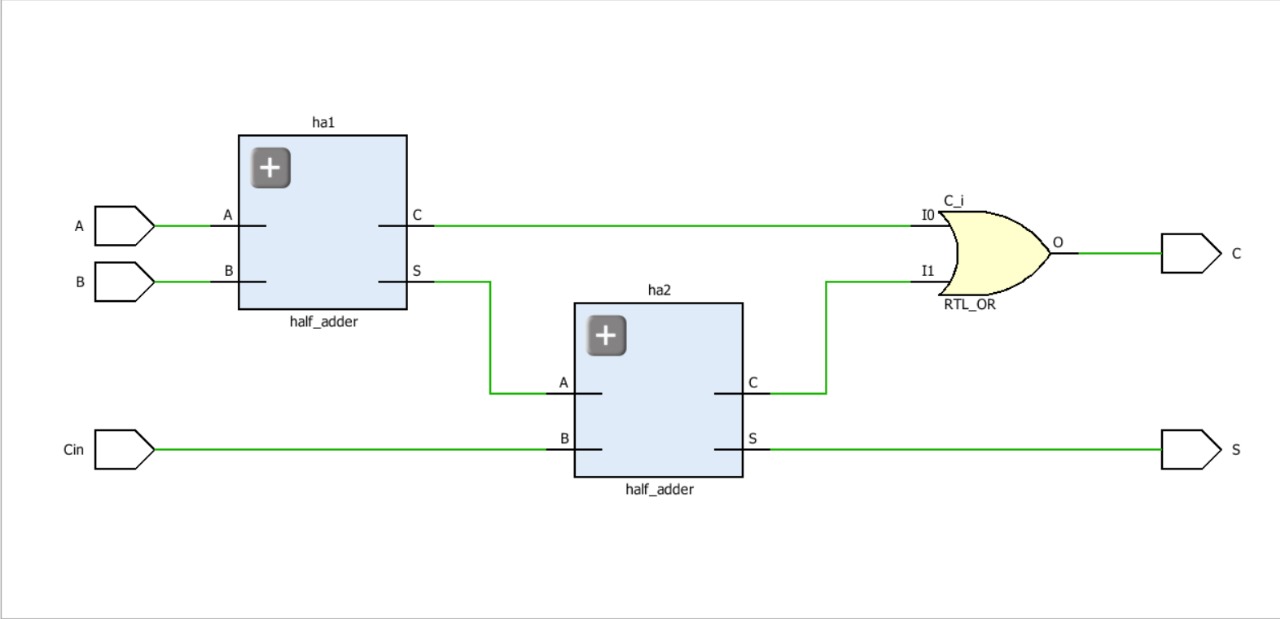 ha1
+
A
B
A
B
C
S
half_adder
Cin
ha2
+
A
B
C
S
half_adder
C_i
I0
I1
O
RTL_OR
C
S